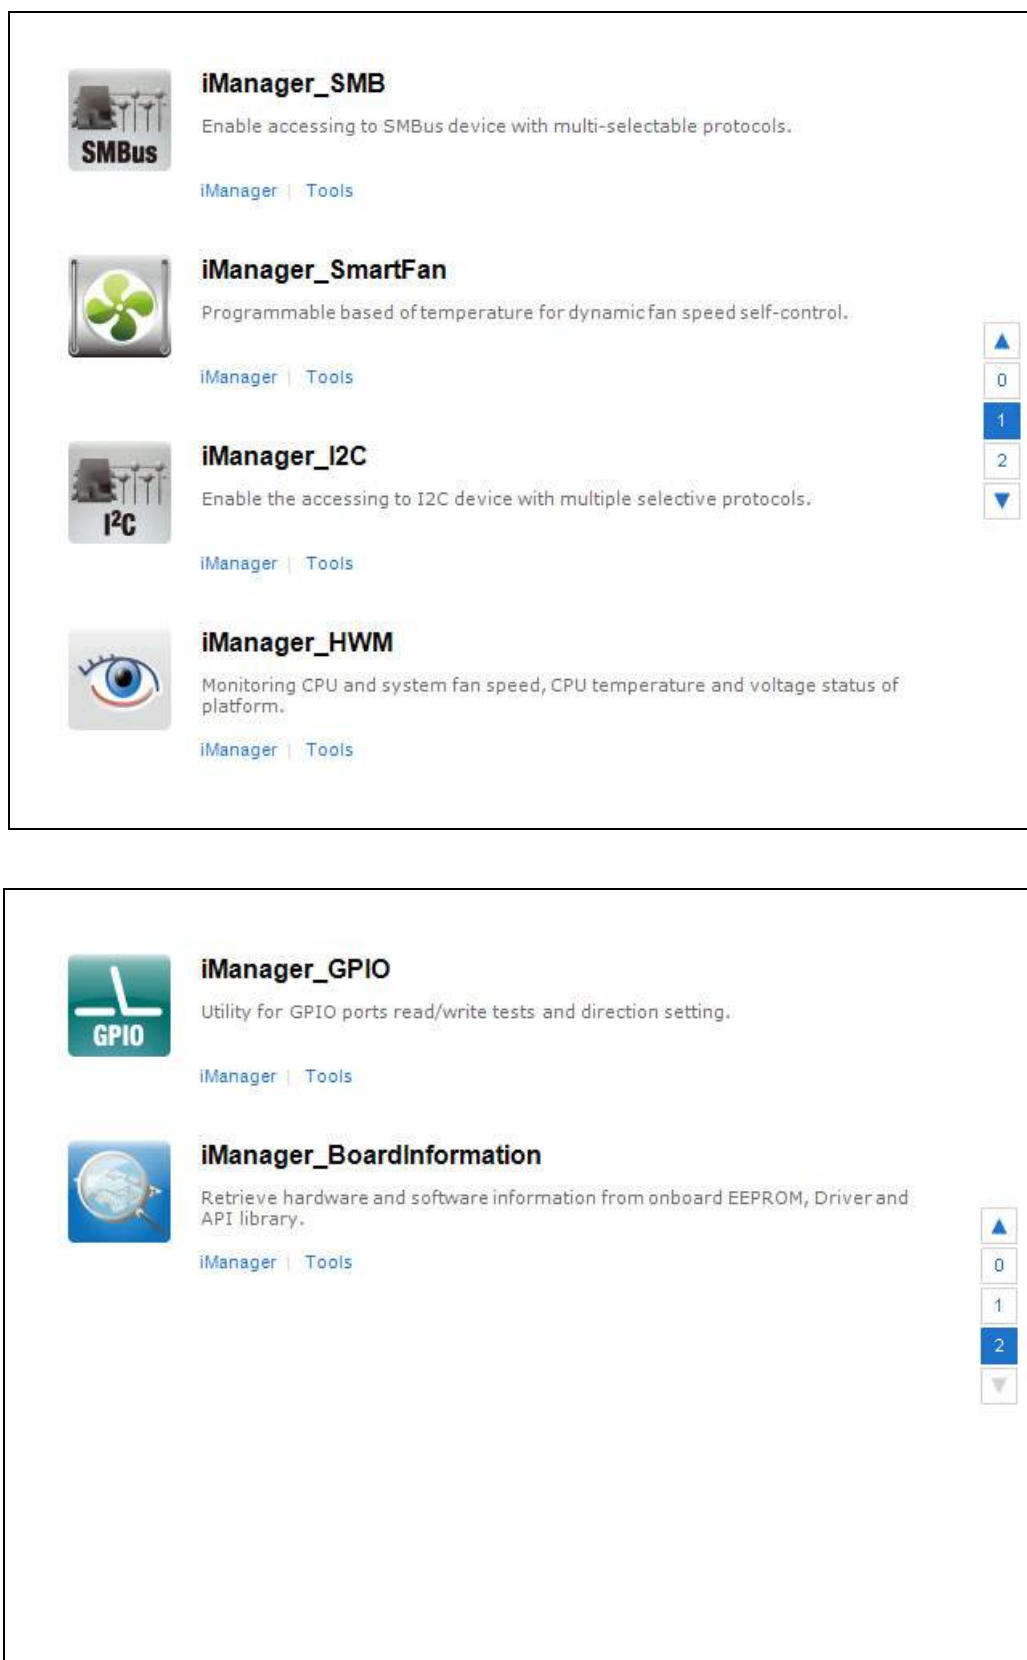 SMBus
iManager_SMB
Enable accessing to SMBus device with multi-selectable protocols.
iManager | Tools
iManager_SmartFan
Programmable based of temperature for dynamic fan speed self-control.
iManager | Tools
I²C
iManager_I2C
Enable the accessing to I2C device with multiple selective protocols.
iManager | Tools
iManager_HWM
Monitoring CPU and system fan speed, CPU temperature and voltage status of
platform.
iManager | Tools
▲
0
1
2
▼
GPIO
iManager_GPIO
Utility for GPIO ports read/write tests and direction setting.
iManager | Tools
iManager_BoardInformation
Retrieve hardware and software information from onboard EEPROM, Driver and
API library.
iManager | Tools
▲
0
1
2
▼